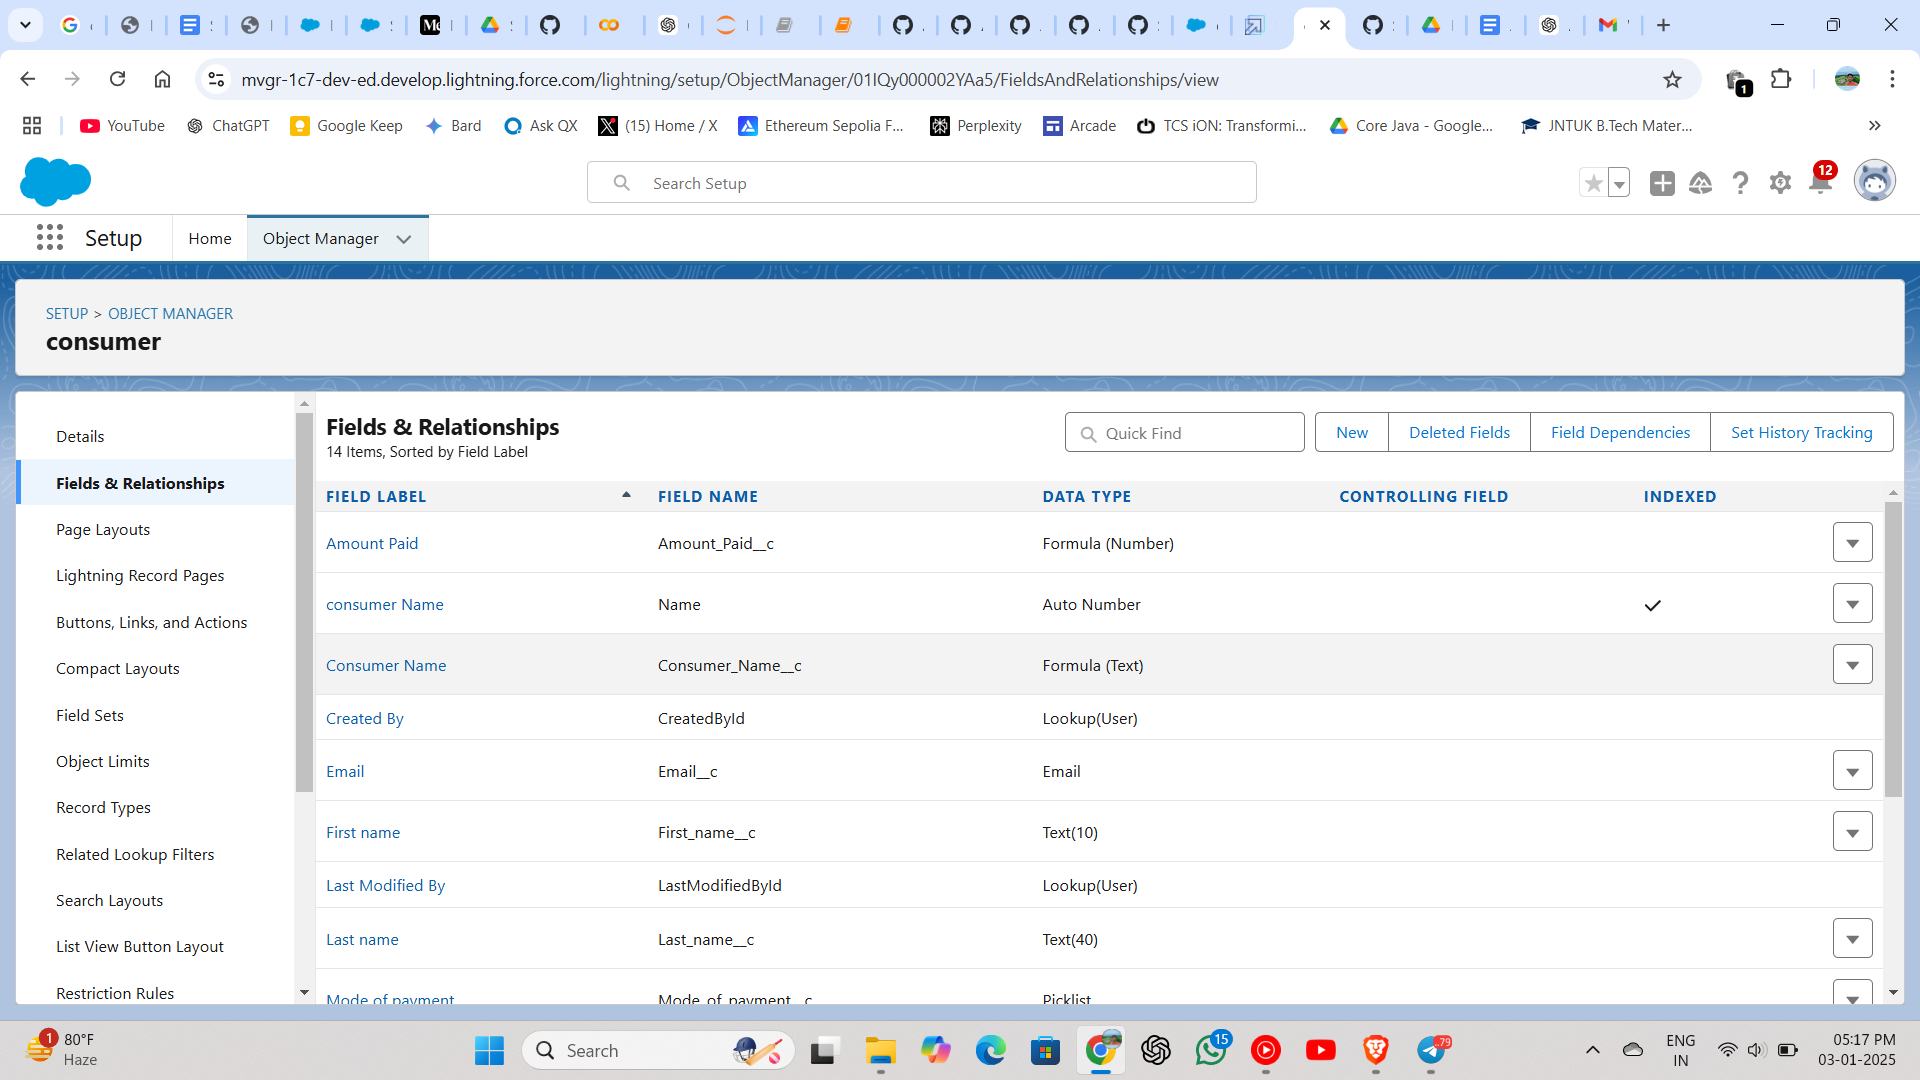 mvgr-1c7-dev-ed.develop.lightning.force.com/lightning/setup/ObjectManager/01IQy000002YAa5/FieldsAndRelationships/view
1
YouTube ChatGPT Google Keep Bard Ask QX (15) Home / X Ethereum Sepolia F... Perplexity Arcade TCS iON: Transformi... Core Java - Google... JNTUK B.Tech Mater...
Search Setup
12
Setup Home Object Manager
SETUP > OBJECT MANAGER
consumer
Details
Fields & Relationships
Page Layouts
Lightning Record Pages
Buttons, Links, and Actions
Compact Layouts
Field Sets
Object Limits
Record Types
Related Lookup Filters
Search Layouts
List View Button Layout
Restriction Rules
Fields & Relationships
14 Items, Sorted by Field Label
Quick Find New Deleted Fields Field Dependencies Set History Tracking
FIELD LABEL FIELD NAME DATA TYPE CONTROLLING FIELD INDEXED
Amount Paid Amount_Paid__c Formula (Number)
consumer Name Name Auto Number
Consumer Name Consumer_Name__c Formula (Text)
Created By CreatedById Lookup(User)
Email Email__c Email
First name First_name__c Text(10)
Last Modified By LastModifiedById Lookup(User)
Last name Last_name__c Text(40)
Mode of payment Mode_of_payment__c Picklist
1
80°F
Haze
Search
15
79
ENG
IN
05:17 PM
03-01-2025